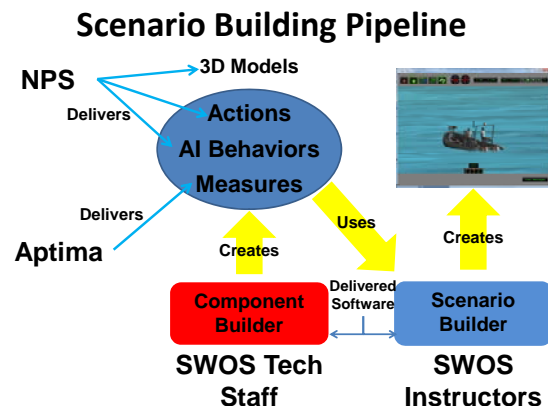 Scenario Building Pipeline
NPS
3D Models
Delivers
Actions
AI Behaviors
Measures
Delivers
Aptima
Creates
Uses
Creates
Component
Builder
Delivered
Software
Scenario
Builder
SWOS Tech
Staff
SWOS
Instructors